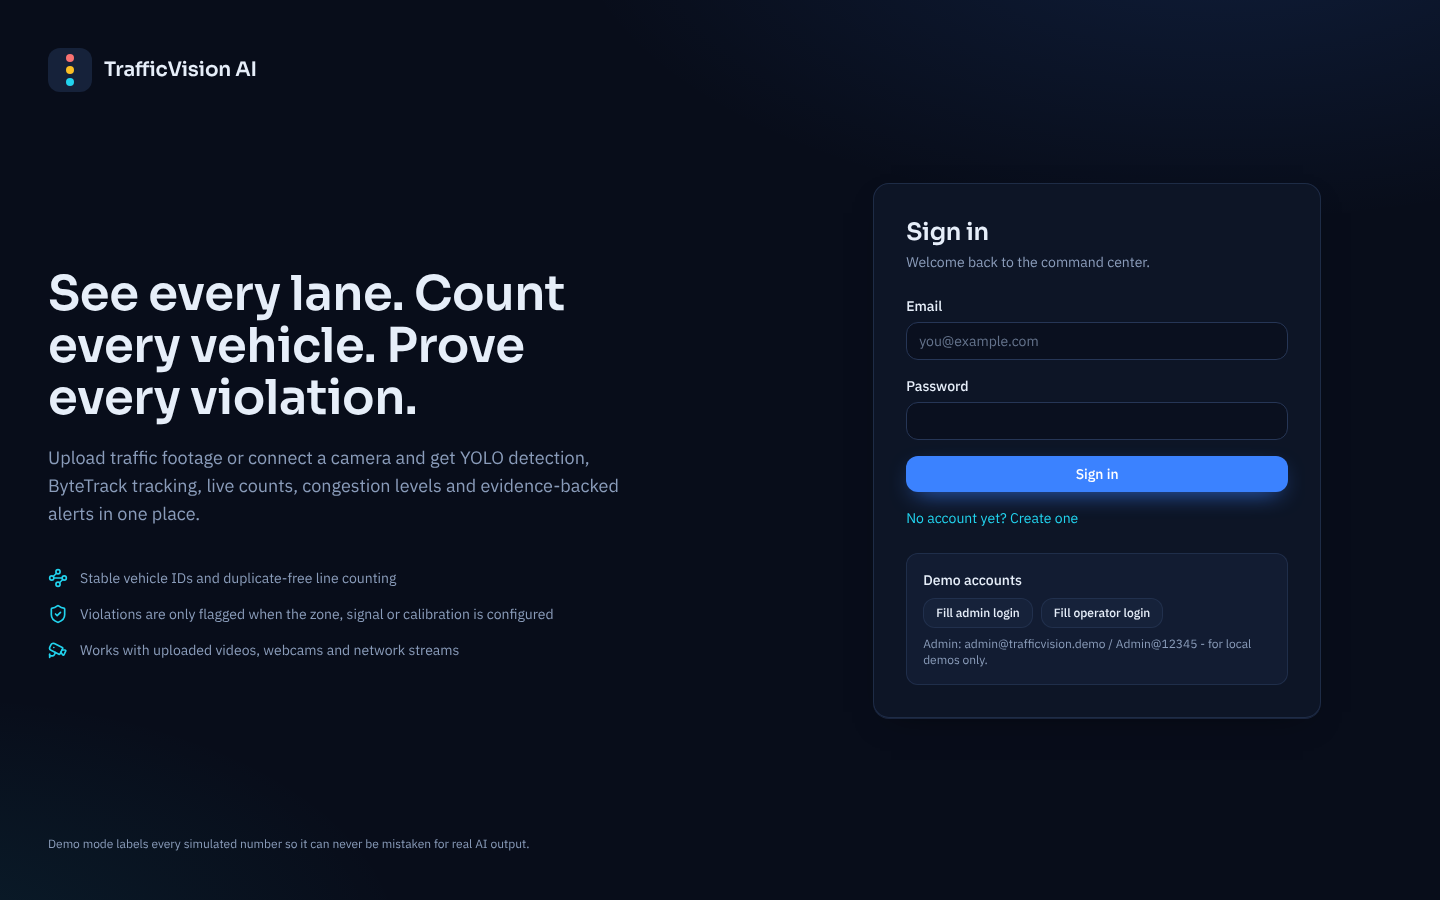 TrafficVision AI
See every lane. Count
every vehicle. Prove
every violation.
Upload traffic footage or connect a camera and get YOLO detection,
ByteTrack tracking, live counts, congestion levels and evidence-backed
alerts in one place.
Stable vehicle IDs and duplicate-free line counting
Violations are only flagged when the zone, signal or calibration is configured
Works with uploaded videos, webcams and network streams
Demo mode labels every simulated number so it can never be mistaken for real AI output.
Sign in
Welcome back to the command center.
Email
you@example.com
Password
Sign in
No account yet? Create one
Demo accounts
Fill admin login
Fill operator login
Admin: admin@trafficvision.demo / Admin@12345 - for local
demos only.